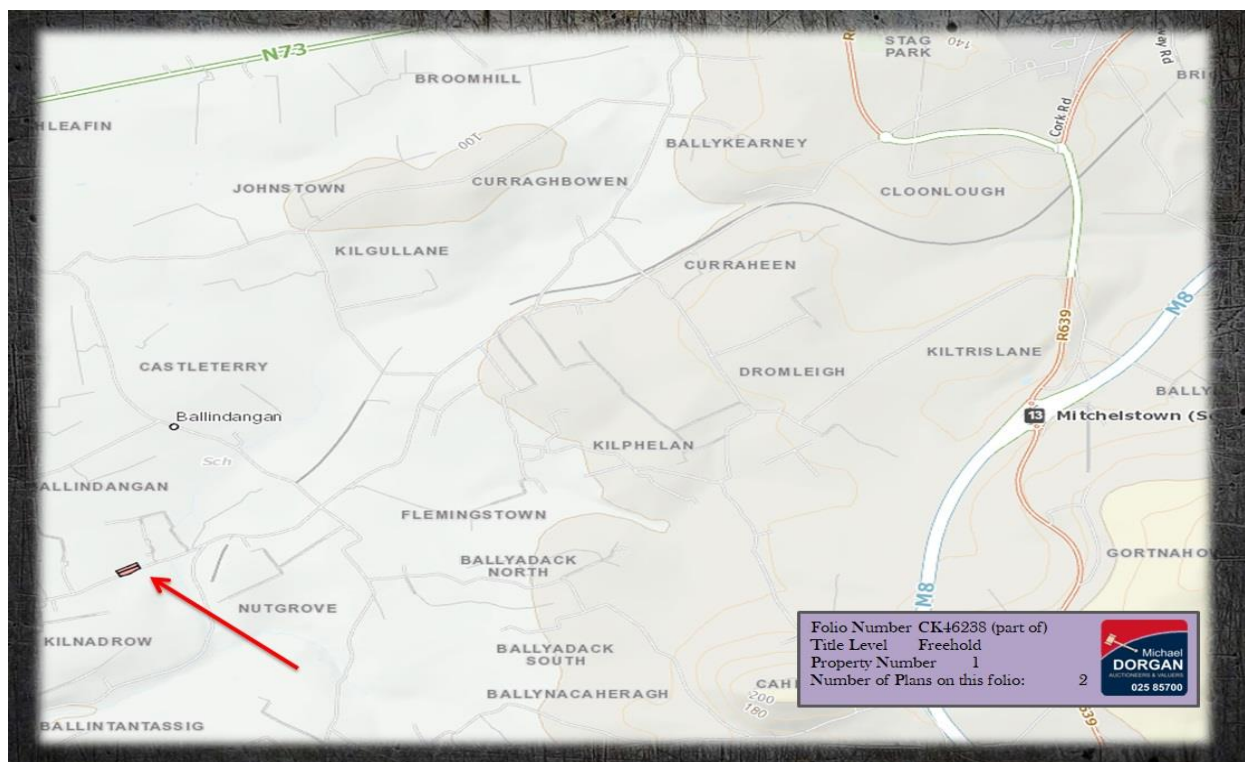 N73
STAG
PARK
140
Cork Rd
BROOMHILL
100
BALLYKEARNEY
JOHNSTOWN
CURRAGHBOWEN
CLOONLOUGH
KILGULLANE
CURRAHEEN
M8
R639
KILTRISLANE
CASTLETERRY
DROMLEIGH
Ballindangan
13 Mitchelstown (S
KILPHELAN
Sch
ALLINDANGAN
FLEMINGSTOWN
GORTNAHO
BALLYADACK
NORTH
M8
NUTGROVE
KILNADROW
BALLYADACK
SOUTH
BALLYNACAHERAGH
CAH
200
180
639
BALLINTANTASSIG
Folio Number CK46238 (part of)
Title Level Freehold
Property Number 1
Number of Plans on this folio: 2
Michael
DORGAN
AUCTIONEERS & VALUERS
025 85700